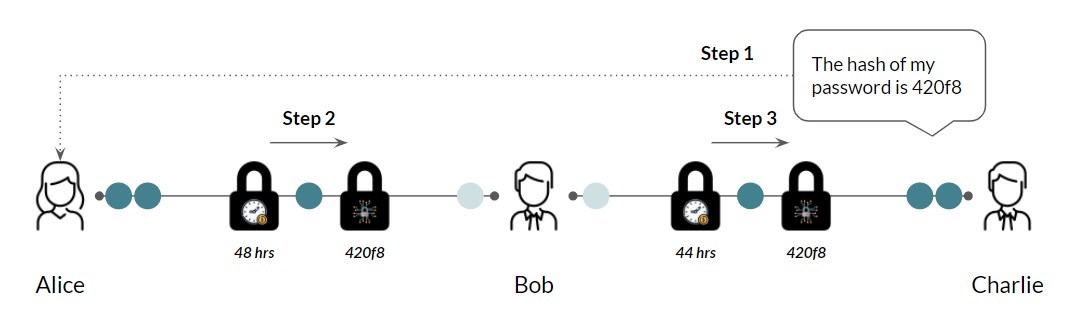 Step 1
The hash of my
password is 420f8
Step 2
Step 3
48 hrs
420f8
44 hrs
420f8
Alice
Bob
Charlie